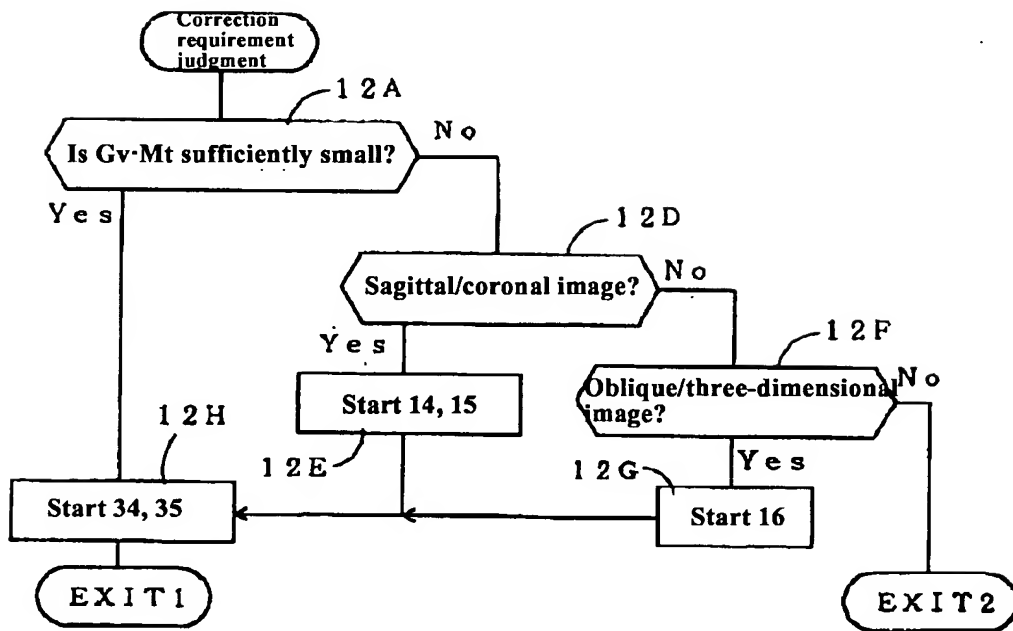 Correction
requirement
judgment
12A
Is Gv-Mt sufficiently small?
No
Yes
12D
Sagittal/coronal image?
No
Yes
12F
Oblique/three-dimensional
image?
No
Start 14, 15
12H
12E
12G
Yes
Start 34, 35
Start 16
EXIT1
EXIT2